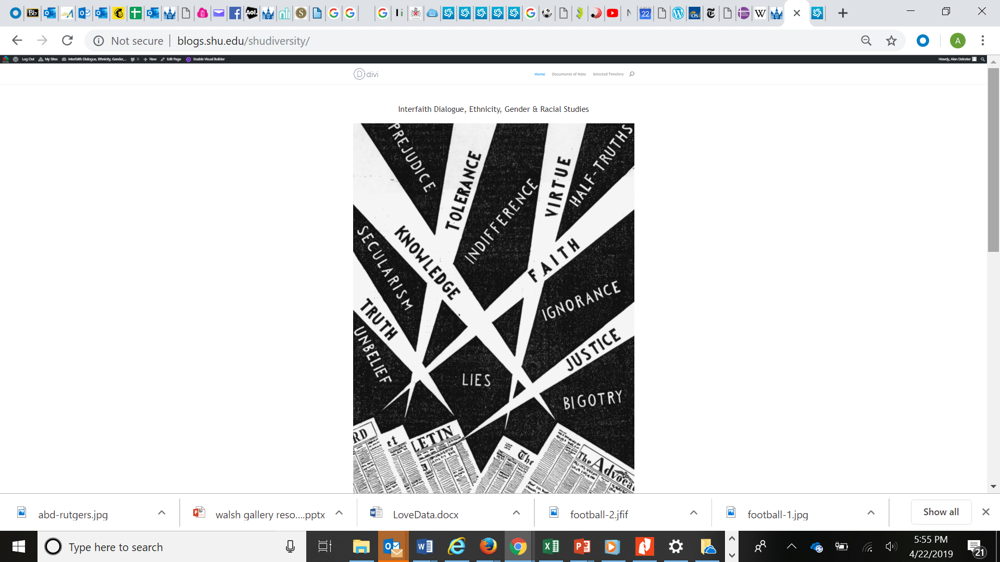 Bb
Aol.
22
Not secure
blogs.shu.edu/shudiversity/
A
Log Out
My Sites
Interfaith Dialogue, Ethnicity, Gender,...
0
New
Edit Page
Enable Visual Builder
Howdy, Alan Delozier
D divi
Home
Documents of Note
Selected Timeline
Interfaith Dialogue, Ethnicity, Gender & Racial Studies
PREJUDICE
TOLERANCE
INDIFFERENCE
VIRTUE
HALF-TRUTHS
SECULARISM
KNOWLEDGE
FAITH
IGNORANCE
TRUTH
UNBELIEF
LIES
JUSTICE
BIGOTRY
RD
et
LETIN
The
The Advoca
abd-rutgers.jpg
walsh gallery reso....pptx
LoveData.docx
football-2.jfif
football-1.jpg
Show all
Type here to search
5:55 PM
4/22/2019
21